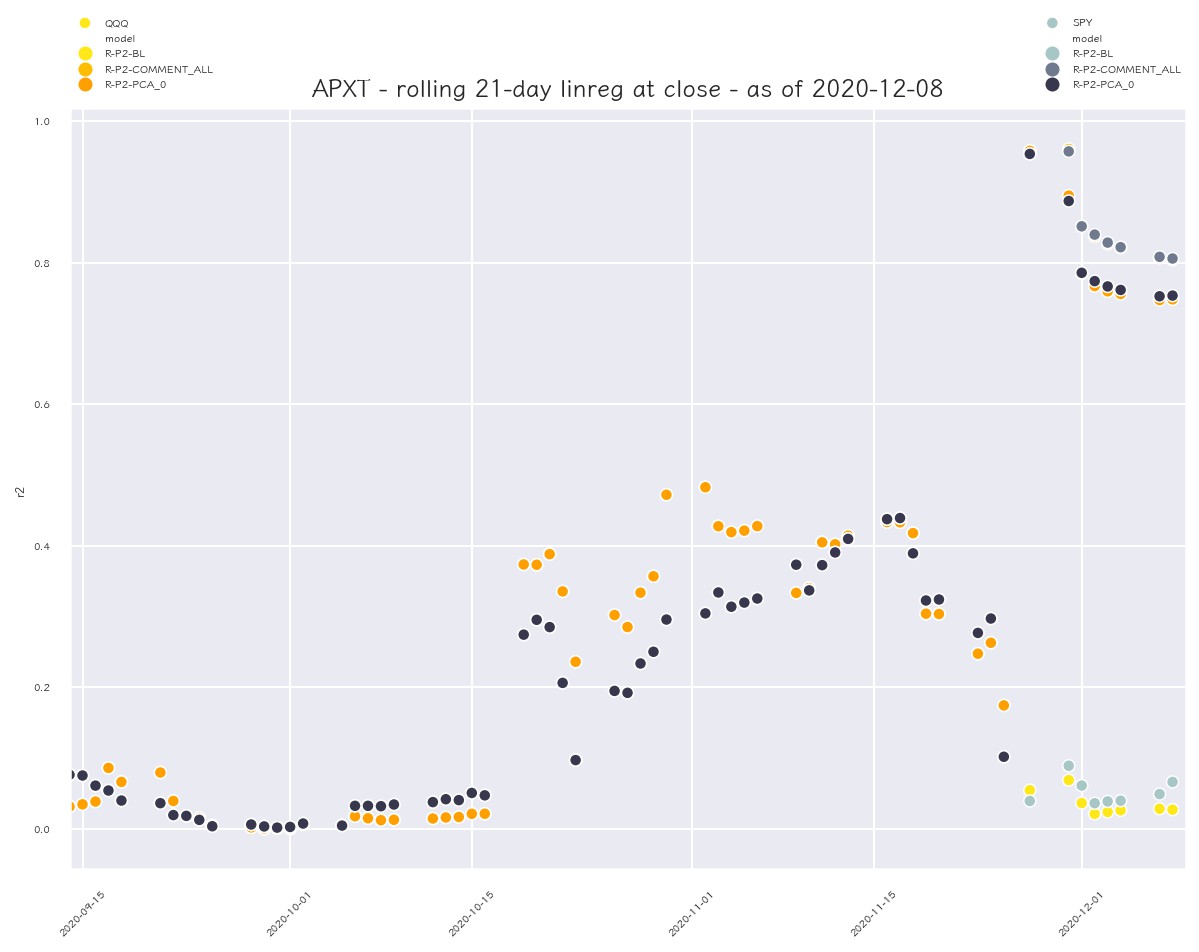 QQQ
model
R-P2-BL
R-P2-COMMENT_ALL
R-P2-PCA_0
SPY
model
R-P2-BL
R-P2-COMMENT_ALL
R-P2-PCA_0
APXT - rolling 21-day linreg at close - as of 2020-12-08
1.0
0.8
0.6
0.4
0.2
0.0
r2
2020-09-15
2020-10-01
2020-10-15
2020-11-01
2020-11-15
2020-12-01